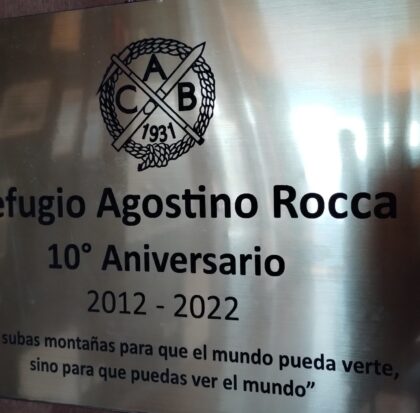 CAB
1931
efugio Agostino Rocca
10° Aniversario
2012 - 2022
subas montañas para que el mundo pueda verte,
sino para que puedas ver el mundo”